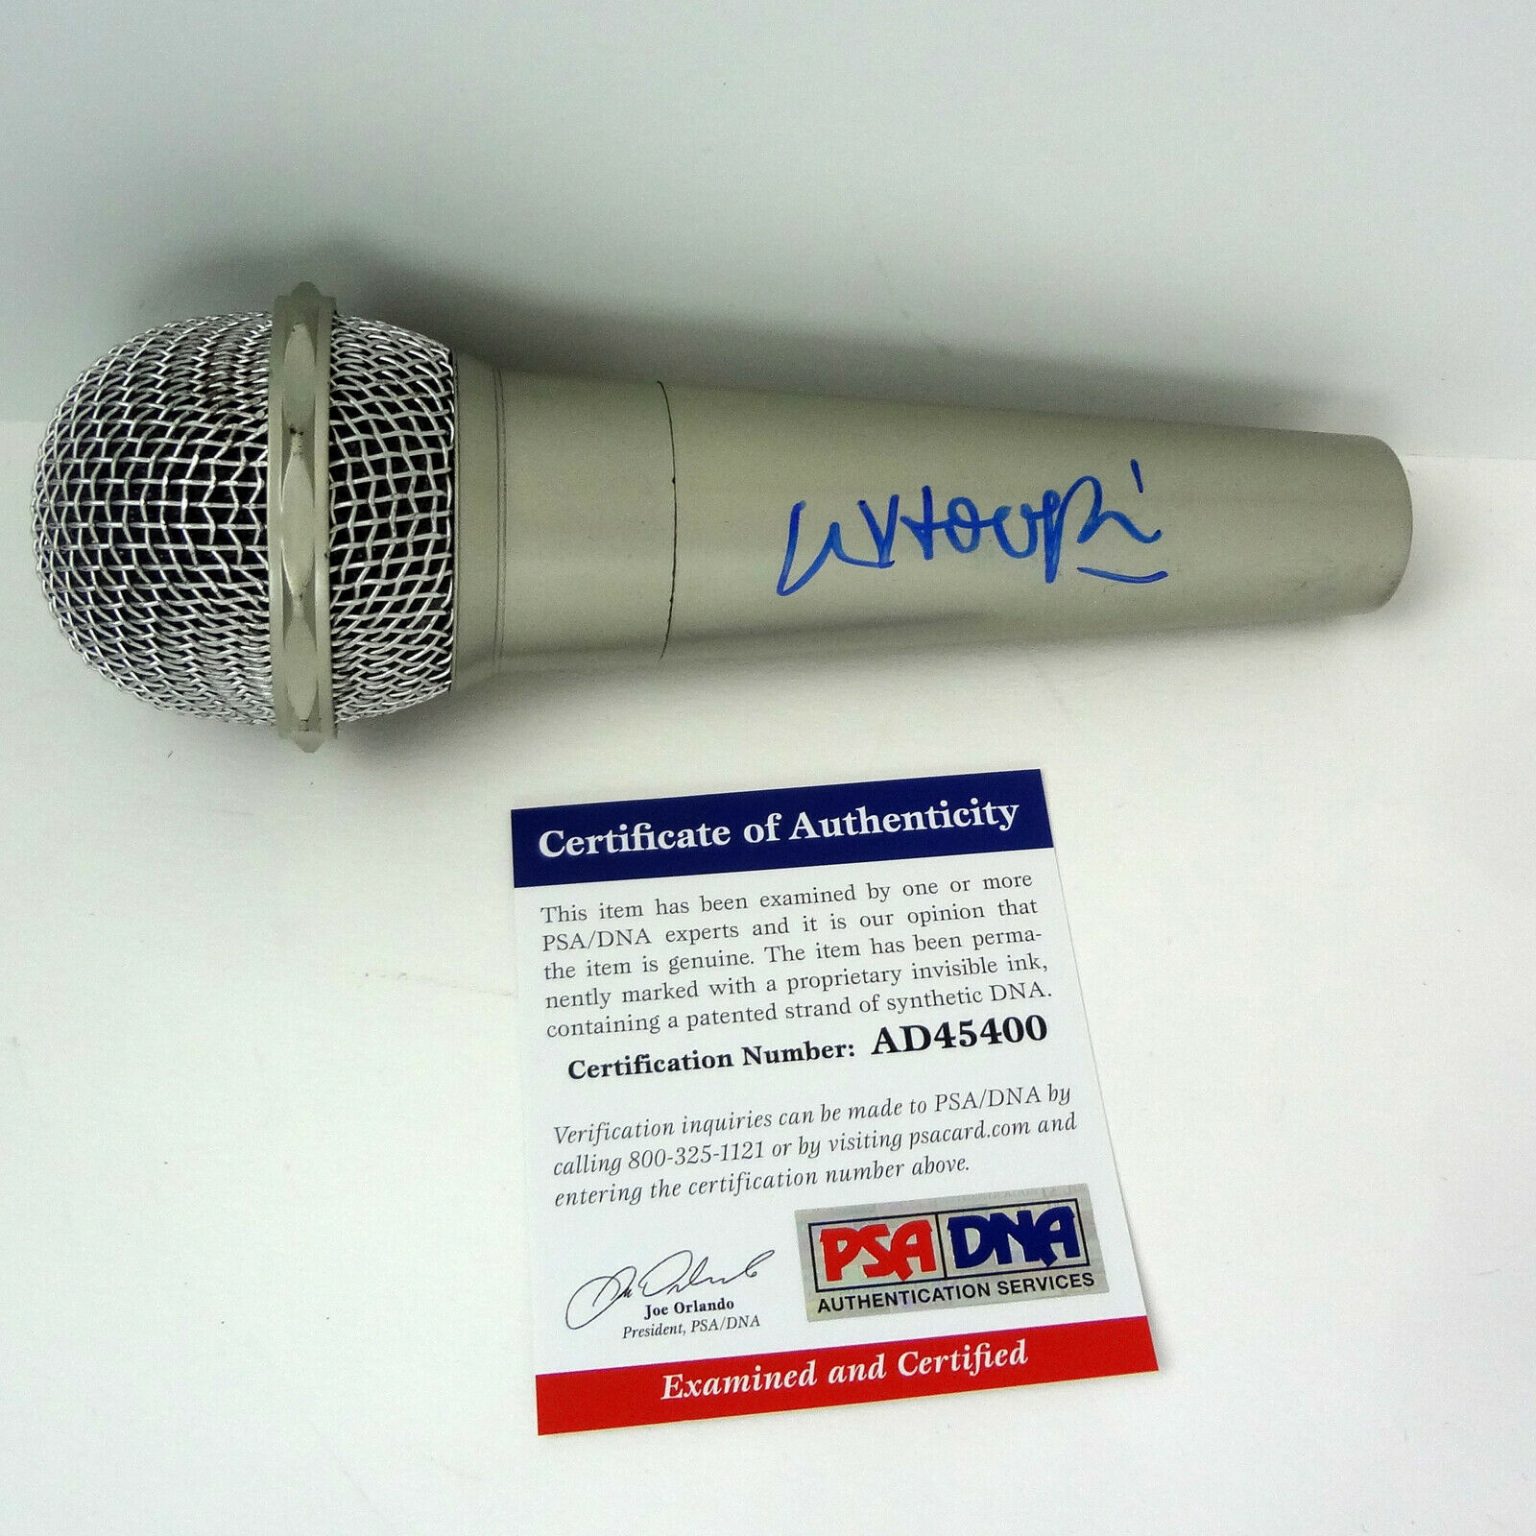 Whoopi
Certificate of Authenticity
This item has been examined by one or more
PSA/DNA experts and it is our opinion that
the item is genuine. The item has been perma-
nently marked with a proprietary invisible ink,
containing a patented strand of synthetic DNA.
Certification Number: AD45400
Verification inquiries can be made to PSA/DNA by
calling 800-325-1121 or by visiting psacard.com and
entering the certification number above.
Joe Orlando
President, PSA/DNA
PSA DNA
AUTHENTICATION SERVICES
Examined and Certified